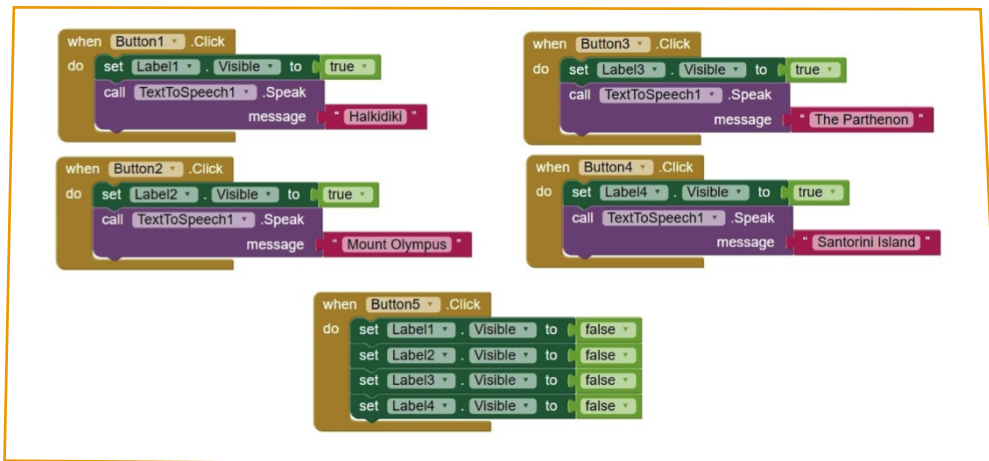 when Button1 .Click
do set Label1 . Visible to true
call TextToSpeech1 .Speak
message " Halkidiki "
when Button2 .Click
do set Label2 . Visible to true
call TextToSpeech1 .Speak
message " Mount Olympus "
when Button3 .Click
do set Label3 . Visible to true
call TextToSpeech1 .Speak
message " The Parthenon "
when Button4 .Click
do set Label4 . Visible to true
call TextToSpeech1 .Speak
message " Santorini Island "
when Button5 .Click
do set Label1 . Visible to false
set Label2 . Visible to false
set Label3 . Visible to false
set Label4 . Visible to false